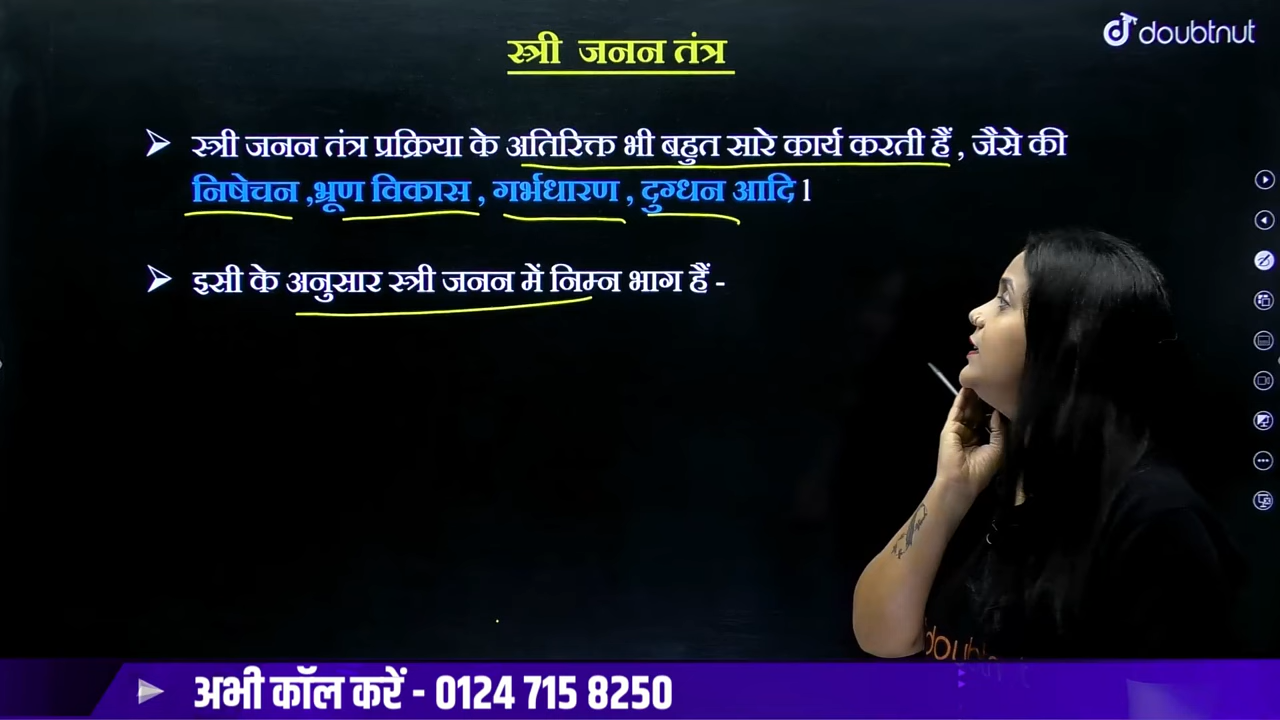 doubtnut
स्त्री जनन तंत्र
स्त्री जनन तंत्र प्रक्रिया के अतिरिक्त भी बहुत सारे कार्य करती हैं , जैसे की
निषेचन ,भ्रूण विकास , गर्भधारण , दुग्धन आदि l
इसी के अनुसार स्त्री जनन में निम्न भाग हैं -
अभी कॉल करें - 0124 715 8250